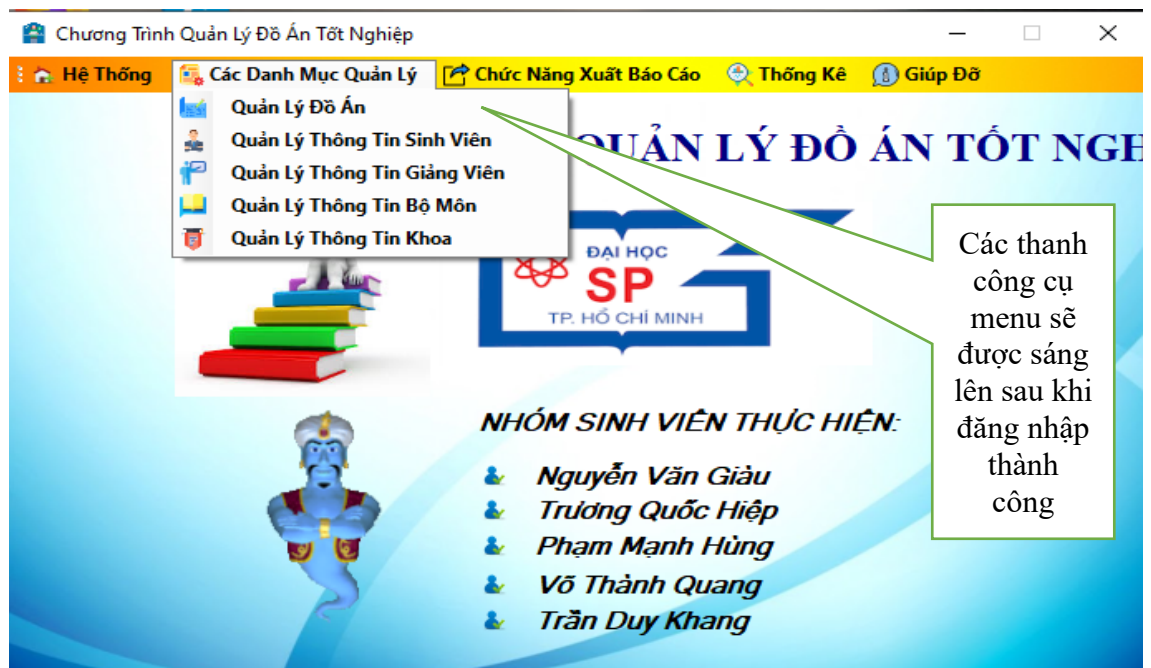 Chương Trình Quản Lý Đồ Án Tốt Nghiệp
Hệ Thống Các Danh Mục Quản Lý Chức Năng Xuất Báo Cáo Thống Kê Giúp Đỡ
Quản Lý Đồ Án
Quản Lý Thông Tin Sinh Viên
Quản Lý Thông Tin Giảng Viên
Quản Lý Thông Tin Bộ Môn
Quản Lý Thông Tin Khoa
QUẢN LÝ ĐỒ ÁN TỐT NGH
ĐẠI HỌC
SP
TP. HỒ CHÍ MINH
Các thanh
công cụ
menu sẽ
được sáng
lên sau khi
đăng nhập
thành
công
NHÓM SINH VIÊN THỰC HIỆN:
Nguyễn Văn Giàu
Trương Quốc Hiệp
Phạm Mạnh Hùng
Võ Thành Quang
Trần Duy Khang